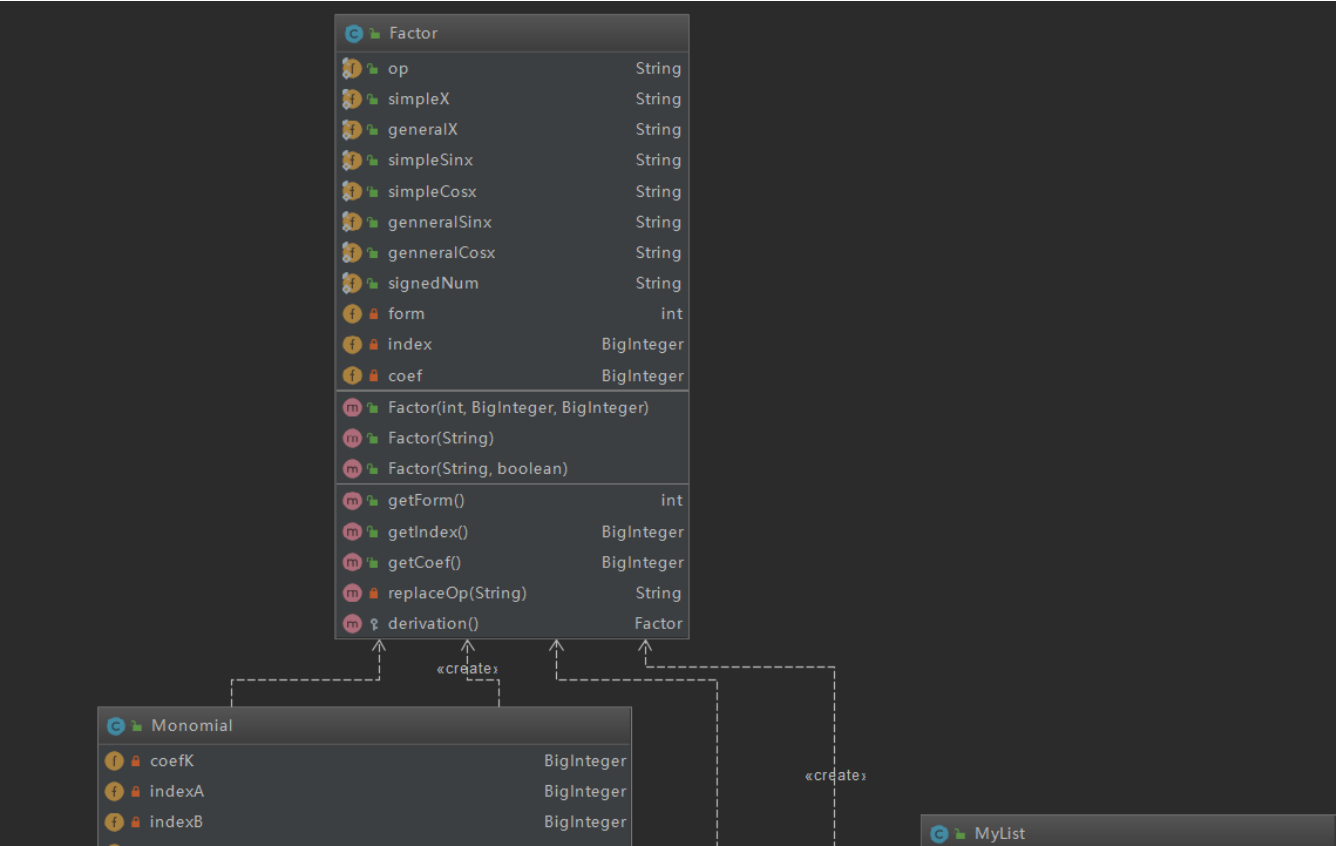 Factor
op String
simpleX String
generalX String
simpleSinx String
simpleCosx String
genneralSinx String
genneralCosx String
signedNum String
form int
index BigInteger
coef BigInteger
Factor(int, BigInteger, BigInteger)
Factor(String)
Factor(String, boolean)
getForm() int
getIndex() BigInteger
getCoef() BigInteger
replaceOp(String) String
derivation() Factor
«create»
Monomial
coefK BigInteger
«create»
indexA BigInteger
indexB BigInteger
MyList